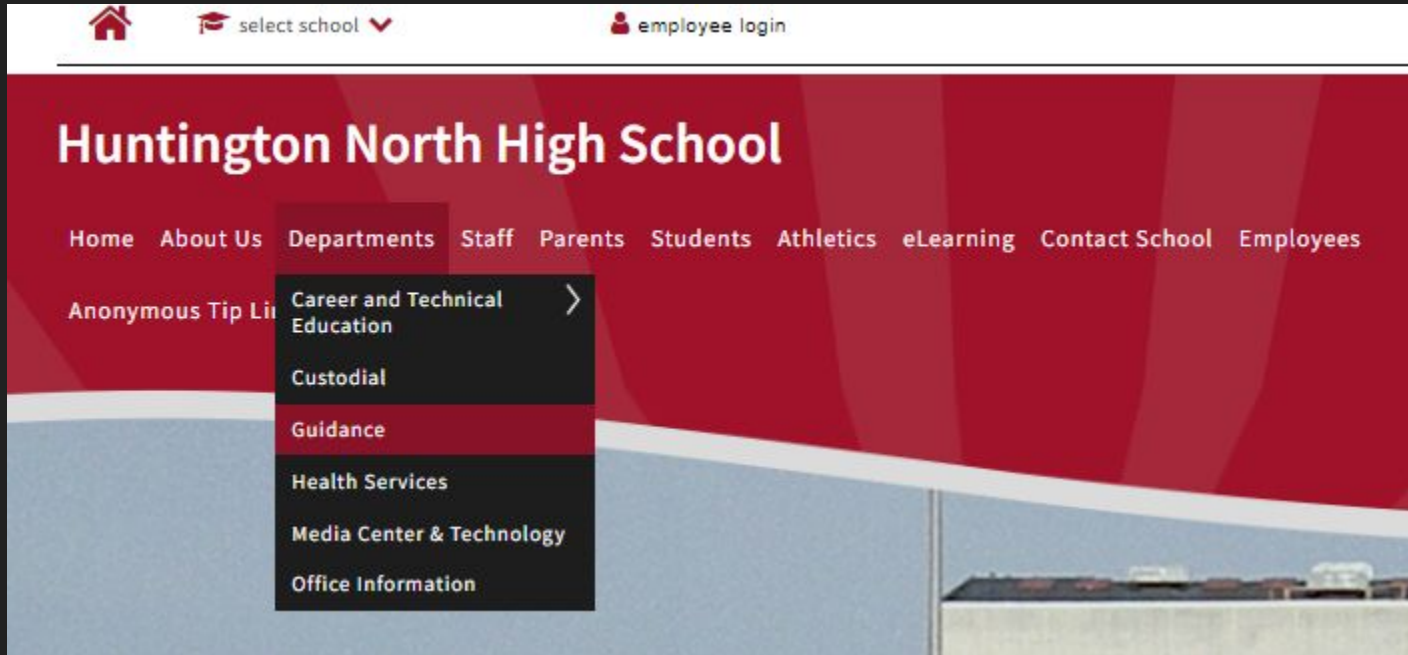 select school
employee login
Huntington North High School
Home About Us Departments Staff Parents Students Athletics eLearning Contact School Employees
Anonymous Tip
Career and Technical
Education
Custodial
Guidance
Health Services
Media Center & Technology
Office Information